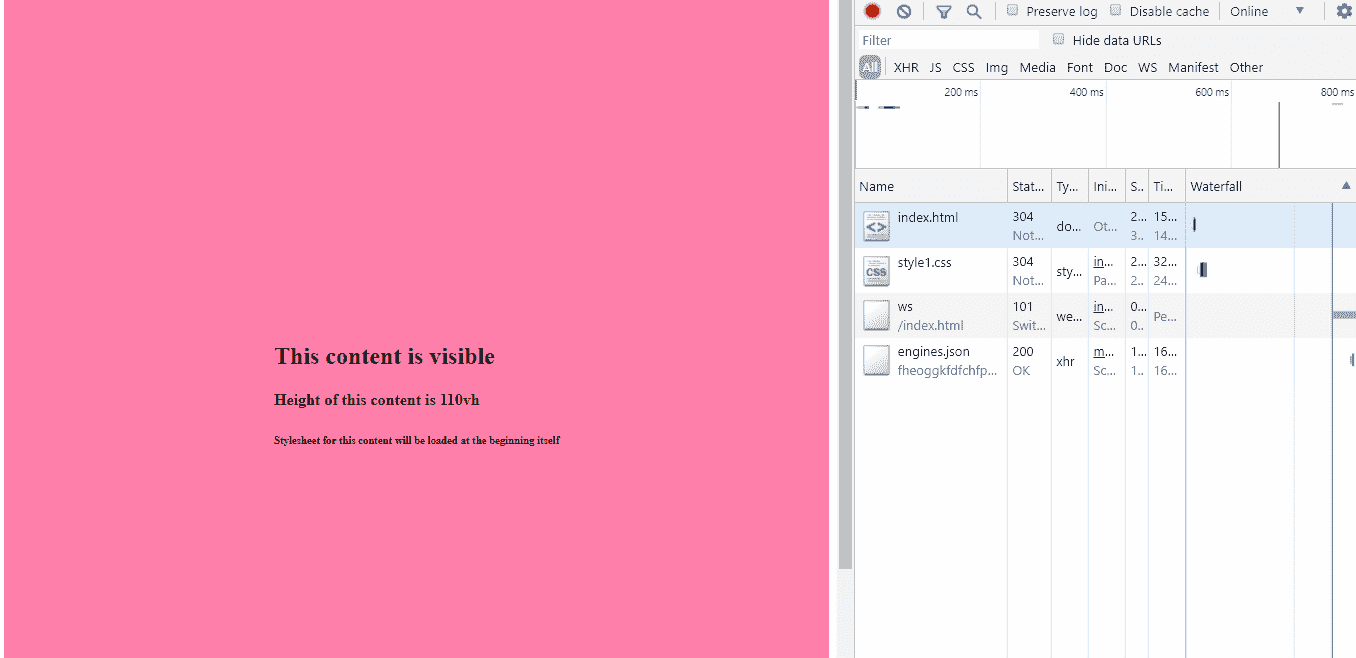 This content is visible
Height of this content is 110vh
Stylesheet for this content will be loaded at the beginning itself
Preserve log Disable cache Online
Filter Hide data URLs
All XHR JS CSS Img Media Font Doc WS Manifest Other
200 ms 400 ms 600 ms 800 ms
Name Stat... Ty... Ini... S.. Ti... Waterfall
index.html 304 2... 15...
Not... do... Ot... 3.. 14...
style1.css 304 in... 2... 32...
CSS Not... sty... Pa... 2.. 24...
ws 101 in... 0...
/index.html Swit... we... Sc... 0.. Pe...
engines.json 200 m... 1... 16...
fheoggkfdfchfp... OK xhr Sc... 1.. 16...